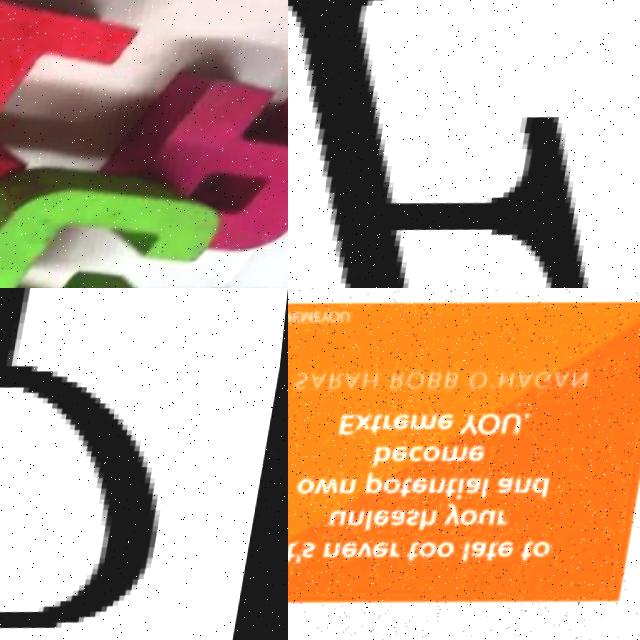 t's never too late to
unleash your
own potential and
become
Extreme YOU.
SARAH ROBB O'HAGAN